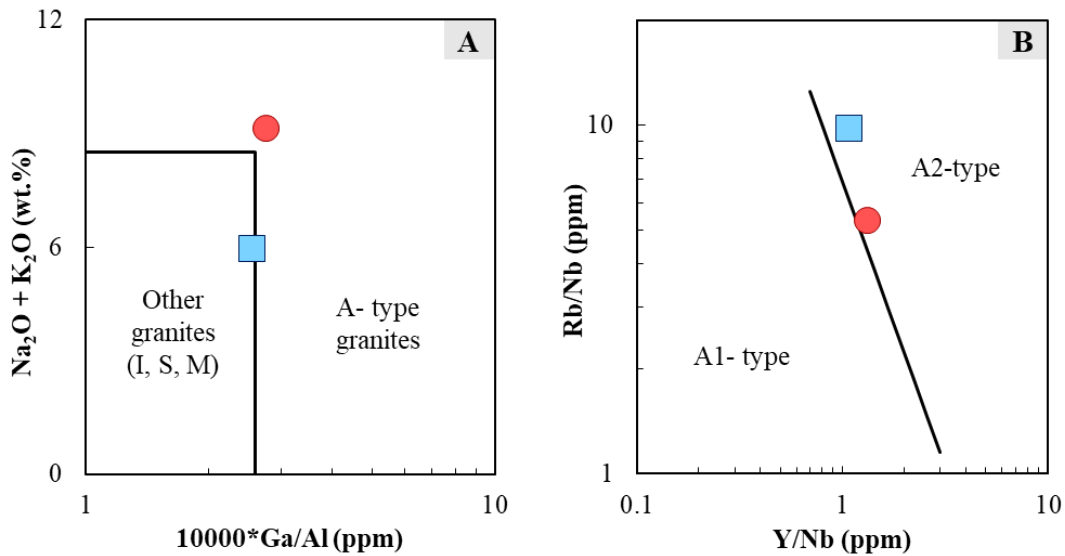 A
12
6
0
Na₂O + K₂O (wt.%)
Other
granites
(I, S, M)
A- type
granites
1
10
10000*Ga/Al (ppm)
B
10
1
Rb/Nb (ppm)
A2-type
A1- type
0.1
1
10
Y/Nb (ppm)